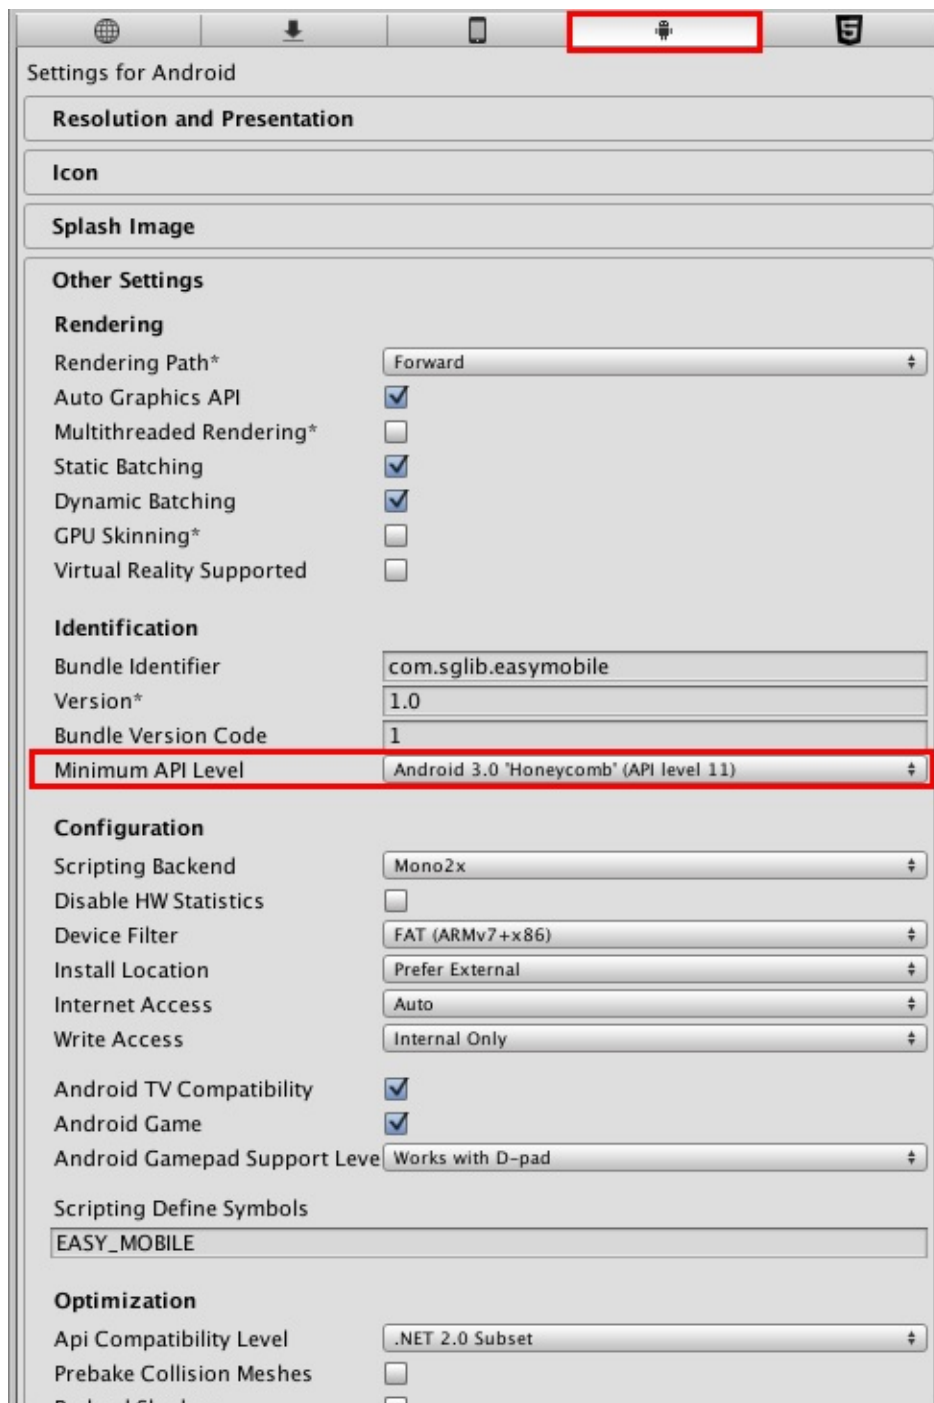 Settings for Android
Resolution and Presentation
Icon
Splash Image
Other Settings
Rendering
Rendering Path* Forward
Auto Graphics API
Multithreaded Rendering*
Static Batching
Dynamic Batching
GPU Skinning*
Virtual Reality Supported
Identification
Bundle Identifier com.sglib.easymobile
Version* 1.0
Bundle Version Code 1
Minimum API Level Android 3.0 'Honeycomb' (API level 11)
Configuration
Scripting Backend Mono2x
Disable HW Statistics
Device Filter FAT (ARMv7+x86)
Install Location Prefer External
Internet Access Auto
Write Access Internal Only
Android TV Compatibility
Android Game
Android Gamepad Support Leve Works with D-pad
Scripting Define Symbols
EASY_MOBILE
Optimization
Api Compatibility Level .NET 2.0 Subset
Prebake Collision Meshes